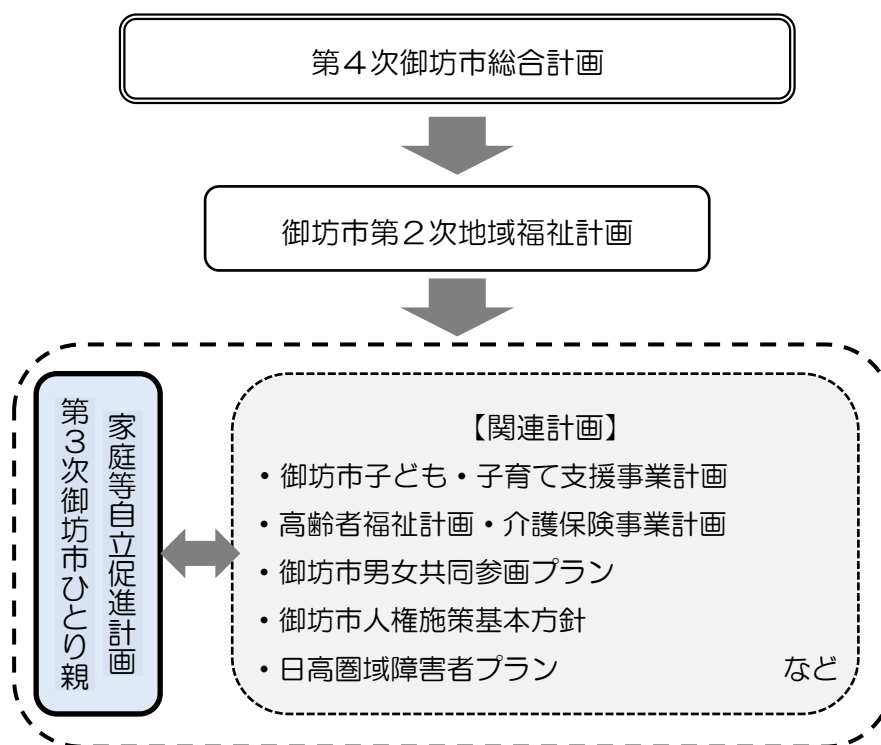 第４次御坊市総合計画
御坊市第２次地域福祉計画
第３次御坊市ひとり親
家庭等自立促進計画
【関連計画】
・御坊市子ども・子育て支援事業計画
・高齢者福祉計画・介護保険事業計画
・御坊市男女共同参画プラン
・御坊市人権施策基本方針
・日高圏域障害者プラン　　　　　など